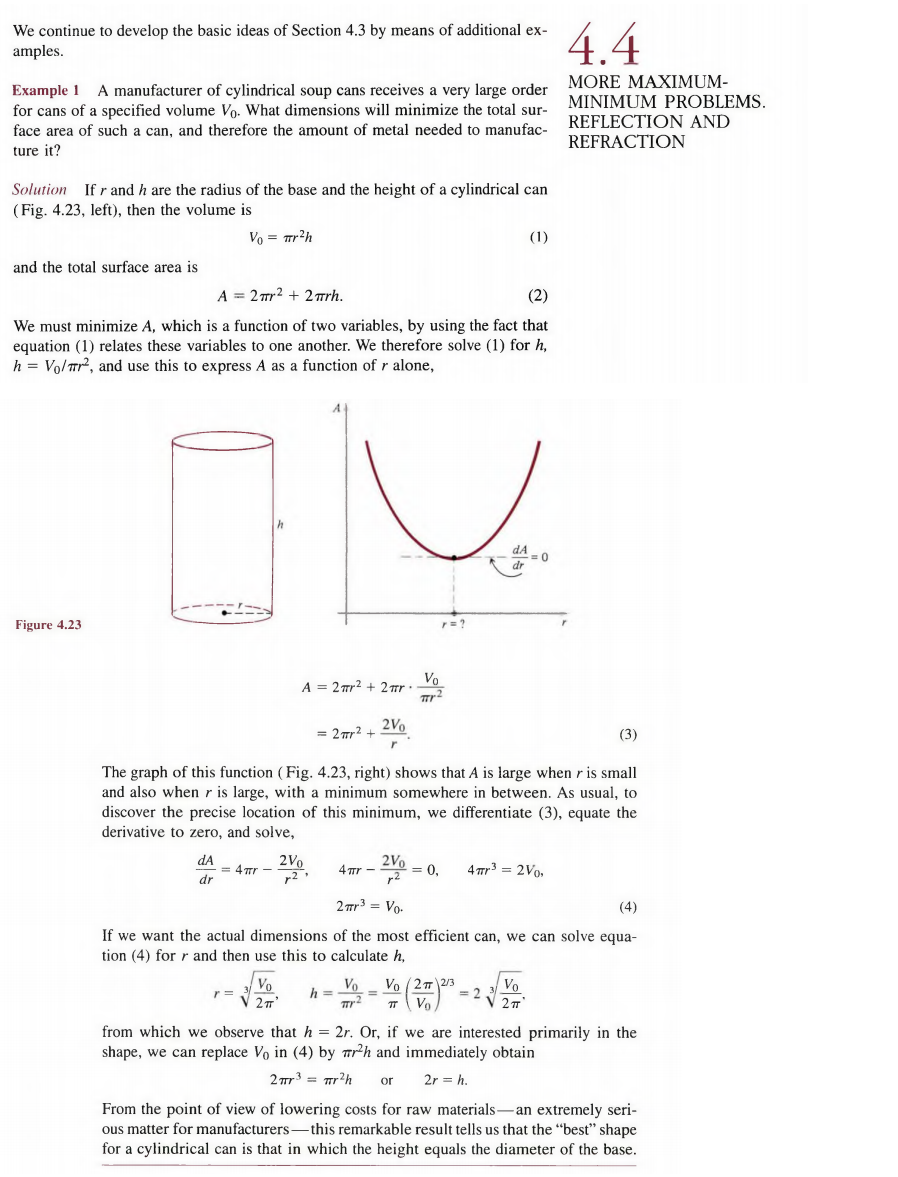 We continue to develop the basic ideas of Section 4.3 by means of additional ex-
amples.
4.4
MORE MAXIMUM-
MINIMUM PROBLEMS.
REFLECTION AND
REFRACTION
Example 1 A manufacturer of cylindrical soup cans receives a very large order
for cans of a specified volume V₀. What dimensions will minimize the total sur-
face area of such a can, and therefore the amount of metal needed to manufac-
ture it?
Solution If r and h are the radius of the base and the height of a cylindrical can
(Fig. 4.23, left), then the volume is
V₀ = πr²h (1)
and the total surface area is
A = 2πr² + 2πrh. (2)
We must minimize A, which is a function of two variables, by using the fact that
equation (1) relates these variables to one another. We therefore solve (1) for h,
h = V₀/πr², and use this to express A as a function of r alone,
A
h
dA/dr = 0
r
r = ?
r
Figure 4.23
A = 2πr² + 2πr · V₀/πr²
= 2πr² + 2V₀/r. (3)
The graph of this function (Fig. 4.23, right) shows that A is large when r is small
and also when r is large, with a minimum somewhere in between. As usual, to
discover the precise location of this minimum, we differentiate (3), equate the
derivative to zero, and solve,
dA/dr = 4πr − 2V₀/r², 4πr − 2V₀/r² = 0, 4πr³ = 2V₀,
2πr³ = V₀. (4)
If we want the actual dimensions of the most efficient can, we can solve equa-
tion (4) for r and then use this to calculate h,
r = ∛(V₀/2π), h = V₀/πr² = V₀/π (2π/V₀)^2/3 = 2 ∛(V₀/2π),
from which we observe that h = 2r. Or, if we are interested primarily in the
shape, we can replace V₀ in (4) by πr²h and immediately obtain
2πr³ = πr²h or 2r = h.
From the point of view of lowering costs for raw materials—an extremely seri-
ous matter for manufacturers—this remarkable result tells us that the “best” shape
for a cylindrical can is that in which the height equals the diameter of the base.